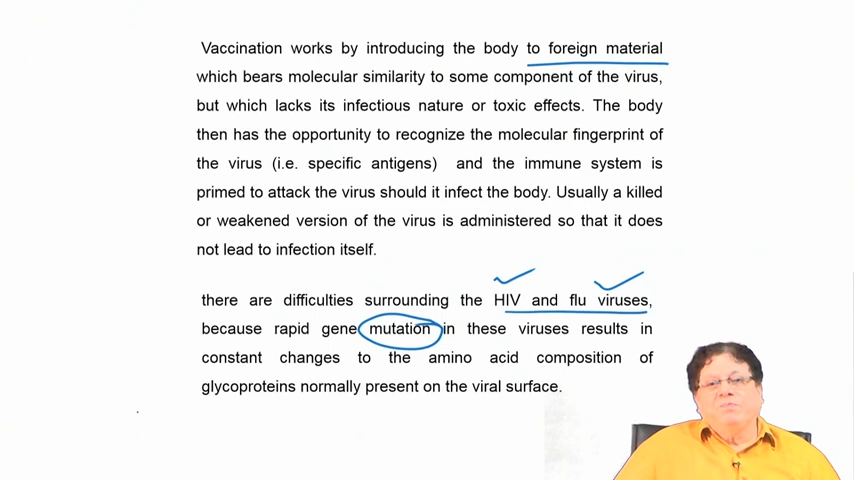 Vaccination works by introducing the body to foreign material
which bears molecular similarity to some component of the virus,
but which lacks its infectious nature or toxic effects. The body
then has the opportunity to recognize the molecular fingerprint of
the virus (i.e. specific antigens) and the immune system is
primed to attack the virus should it infect the body. Usually a killed
or weakened version of the virus is administered so that it does
not lead to infection itself.
there are difficulties surrounding the HIV and flu viruses,
because rapid gene mutation in these viruses results in
constant changes to the amino acid composition of
glycoproteins normally present on the viral surface.